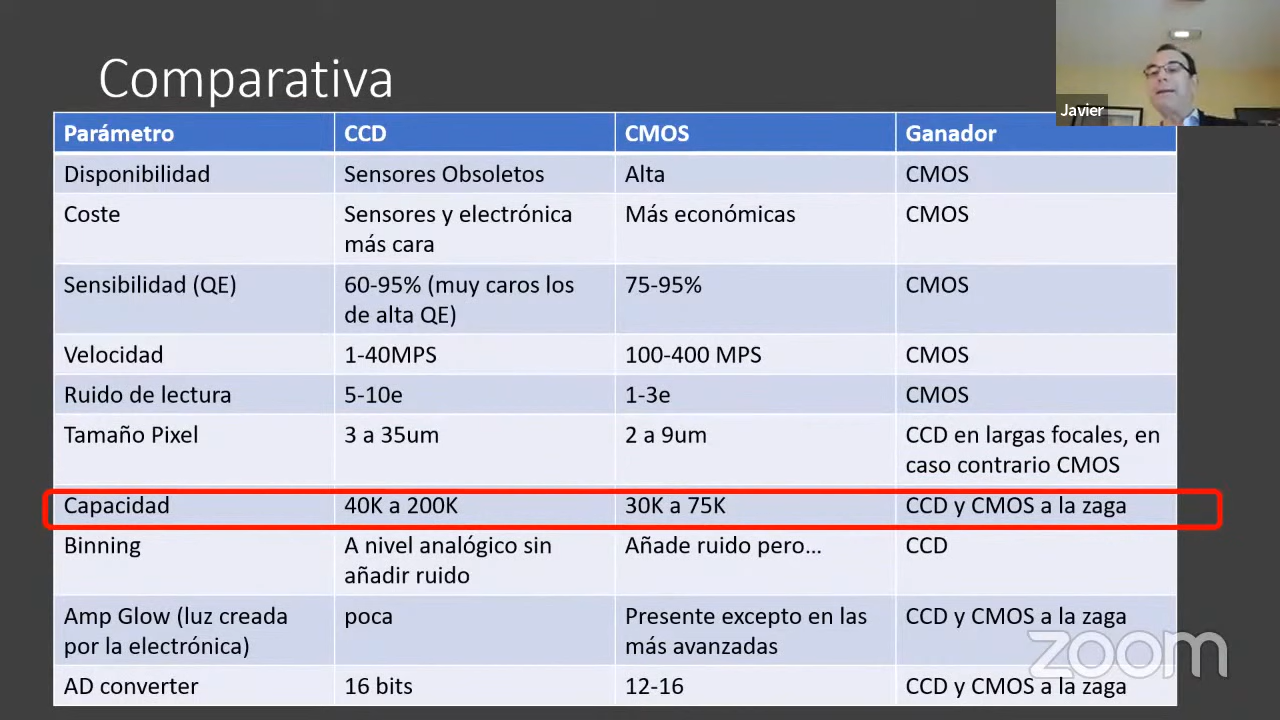 Comparativa
Javier
Parámetro CCD CMOS Ganador
Disponibilidad Sensores Obsoletos Alta CMOS
Coste Sensores y electrónica más cara Más económicas CMOS
Sensibilidad (QE) 60-95% (muy caros los de alta QE) 75-95% CMOS
Velocidad 1-40MPS 100-400 MPS CMOS
Ruido de lectura 5-10e 1-3e CMOS
Tamaño Pixel 3 a 35um 2 a 9um CCD en largas focales, en caso contrario CMOS
Capacidad 40K a 200K 30K a 75K CCD y CMOS a la zaga
Binning A nivel analógico sin añadir ruido Añade ruido pero... CCD
Amp Glow (luz creada por la electrónica) poca Presente excepto en las más avanzadas CCD y CMOS a la zaga
AD converter 16 bits 12-16 CCD y CMOS a la zaga
zoom